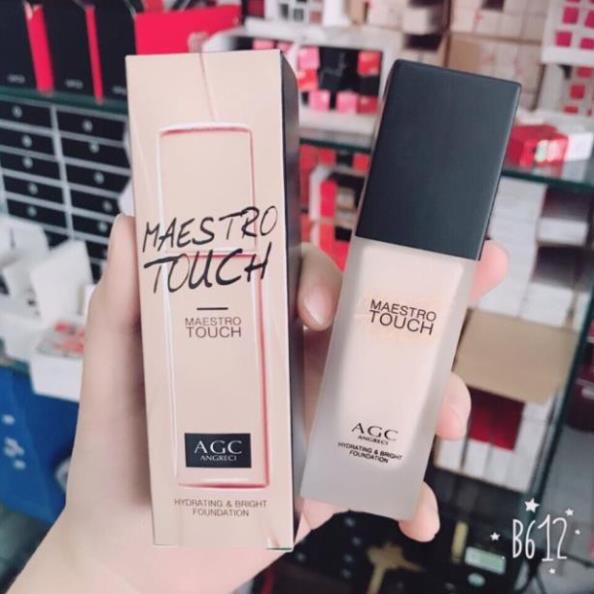 MAESTRO
TOUCH
MAESTRO
TOUCH
AGC
ANGRECI
HYDRATING & BRIGHT
FOUNDATION
MAESTRO
TOUCH
AGC
ANGRECI
HYDRATING & BRIGHT
FOUNDATION
B612